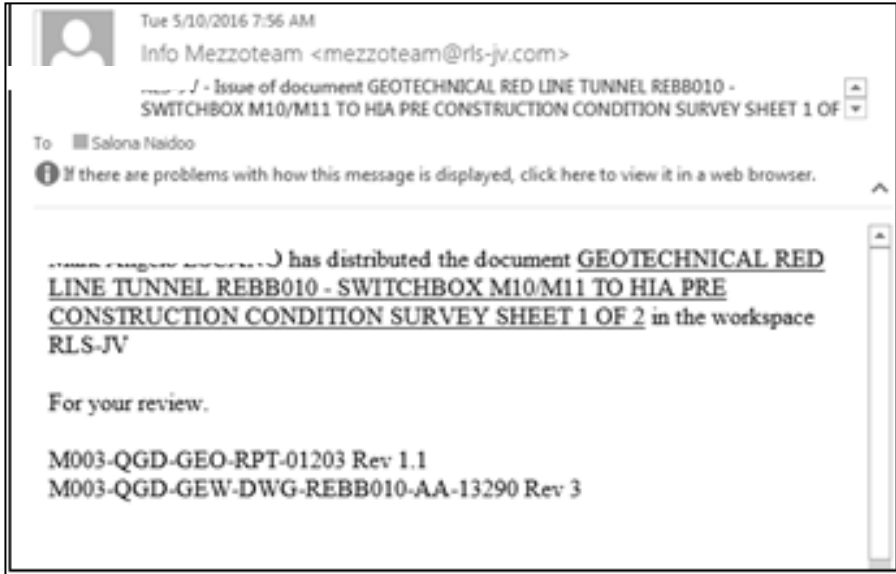 Tue 5/10/2016 7:56 AM
Info Mezzoteam <mezzoteam@rls-jv.com>
- Issue of document GEOTECHNICAL RED LINE TUNNEL REBB010 -
SWITCHBOX M10/M11 TO HIA PRE CONSTRUCTION CONDITION SURVEY SHEET 1 OF
To Salona Naidoo
If there are problems with how this message is displayed, click here to view it in a web browser.
has distributed the document GEOTECHNICAL RED
LINE TUNNEL REBB010 - SWITCHBOX M10/M11 TO HIA PRE
CONSTRUCTION CONDITION SURVEY SHEET 1 OF 2 in the workspace
RLS-JV
For your review.
M003-QGD-GEO-RPT-01203 Rev 1.1
M003-QGD-GEW-DWG-REBB010-AA-13290 Rev 3